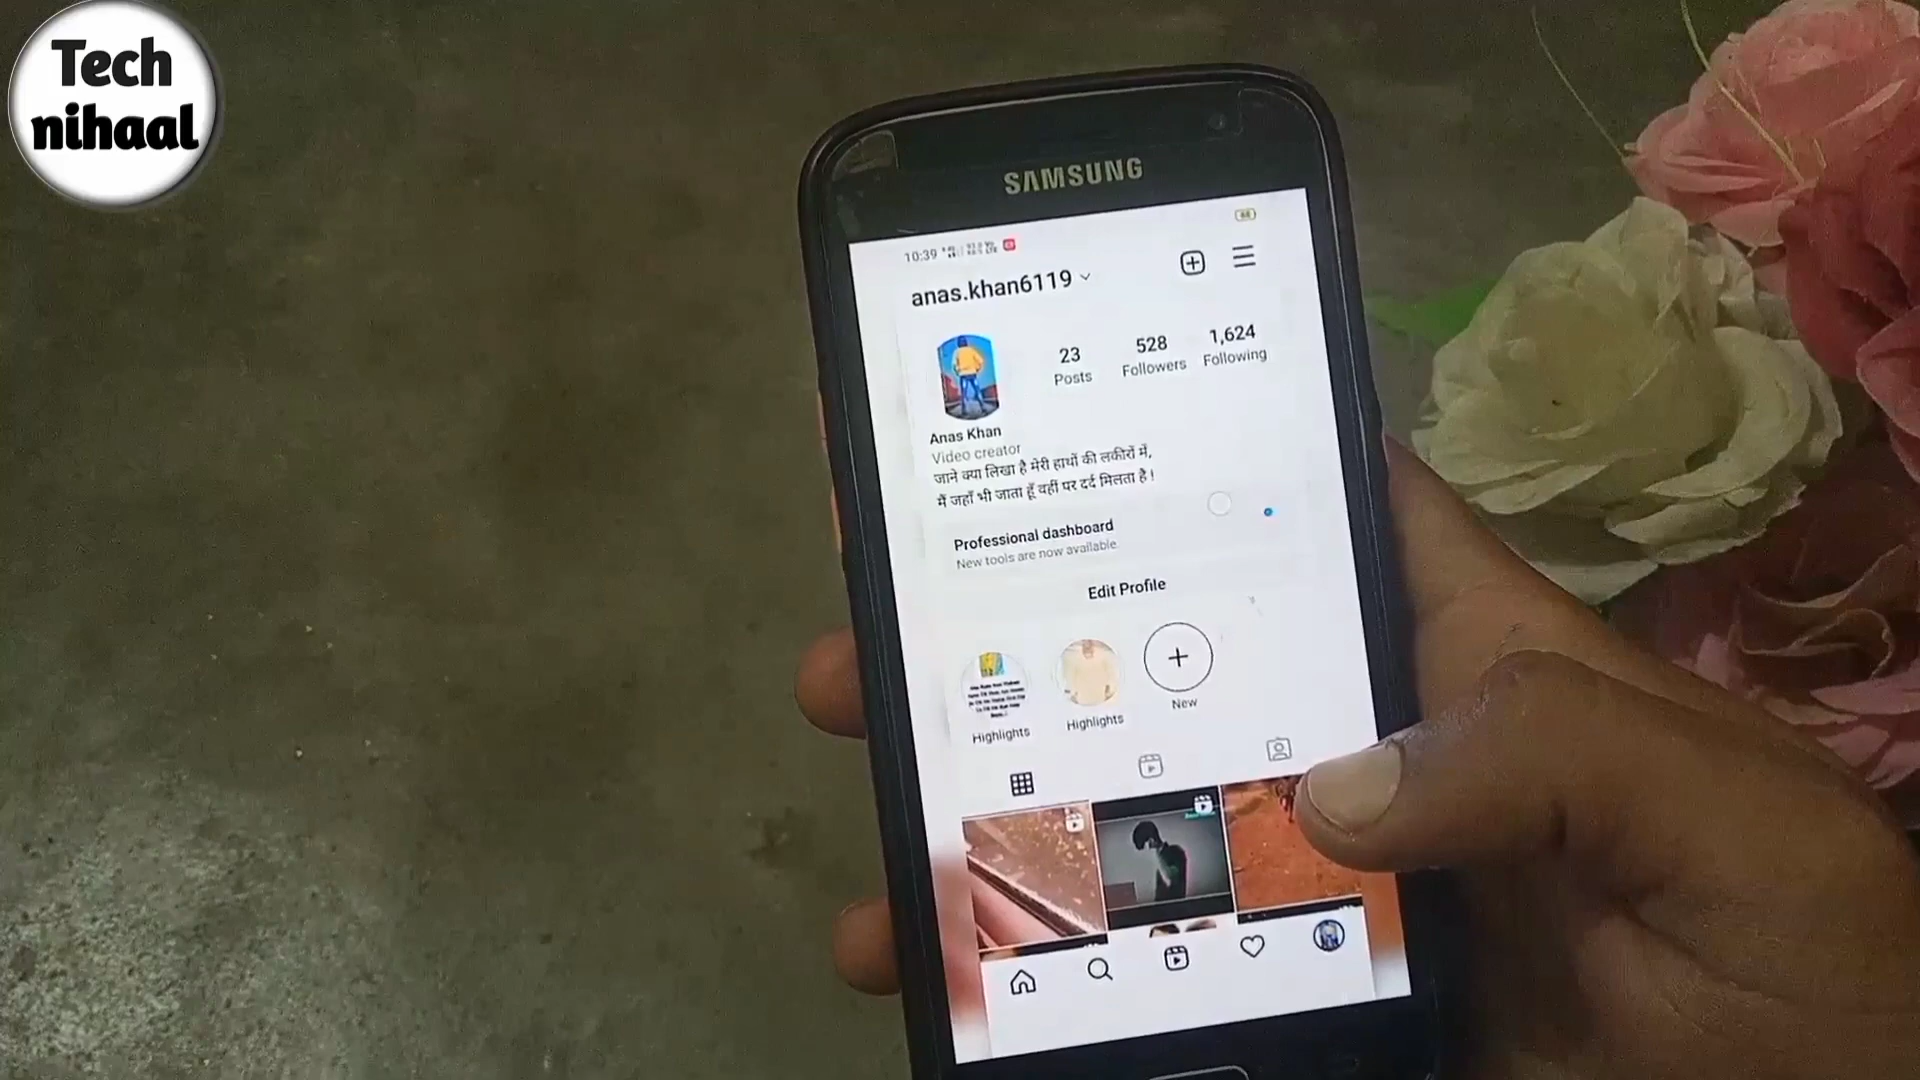 Tech
nihaal
SAMSUNG
10:39
68
anas.khan6119
23
Posts
528
Followers
1,624
Following
Anas Khan
Video creator
जाने क्या लिखा है मेरी हाथों की लकीरों में,
मैं जहाँ भी जाता हूँ वहीं पर दर्द मिलता है !
Professional dashboard
New tools are now available.
Edit Profile
Highlights
Highlights
New